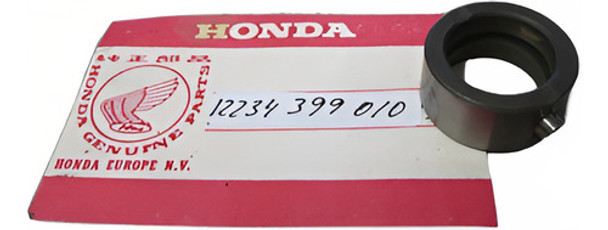 HONDA
純正部品
HONDA GENUINE PARTS
12234 399 010
HONDA EUROPE N.V.